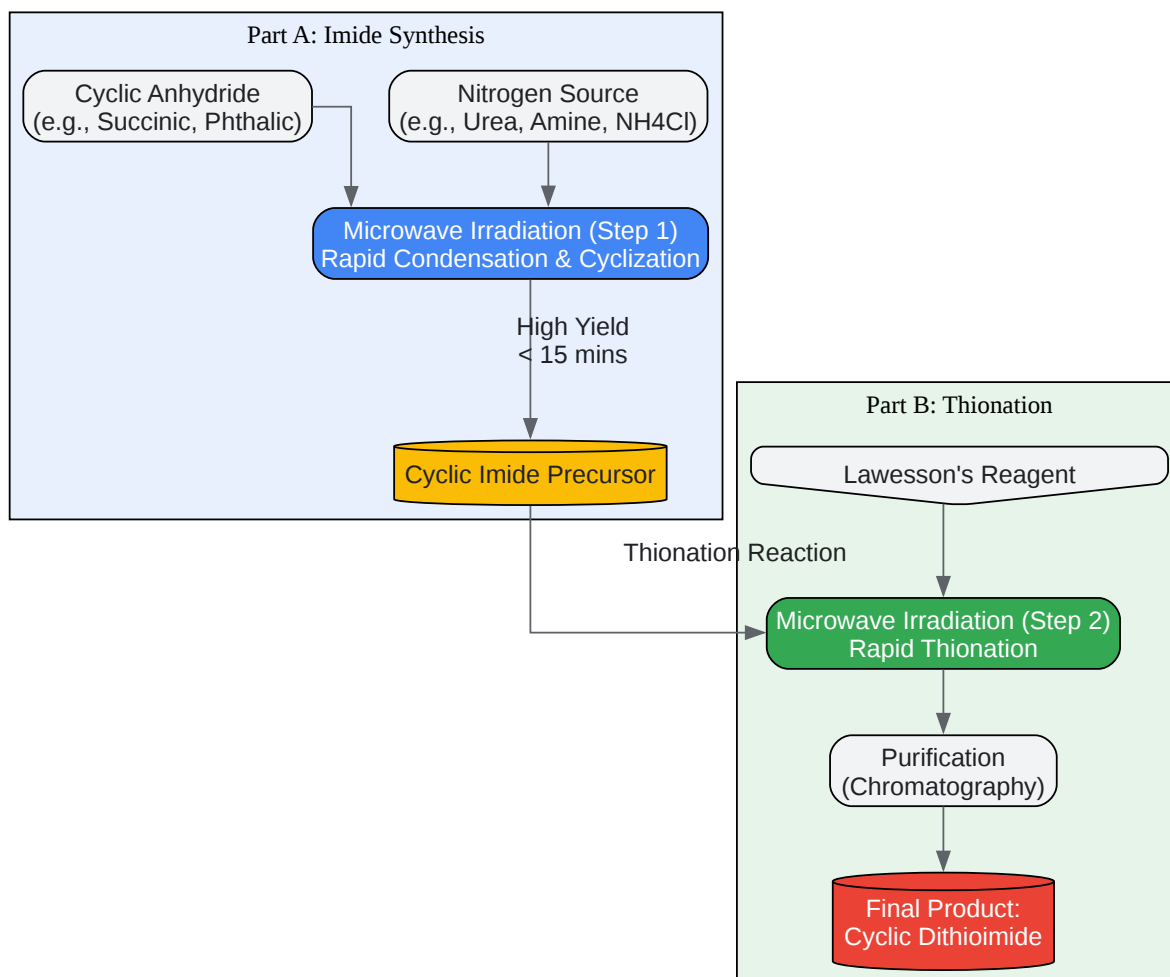 Part A: Imide Synthesis
Cyclic Anhydride
(e.g., Succinic, Phthalic)
Nitrogen Source
(e.g., Urea, Amine, NH4Cl)
Microwave Irradiation (Step 1)
Rapid Condensation & Cyclization
High Yield
< 15 mins
Cyclic Imide Precursor
Part B: Thionation
Lawesson's Reagent
Thionation Reaction
Microwave Irradiation (Step 2)
Rapid Thionation
Purification
(Chromatography)
Final Product:
Cyclic Dithioimide